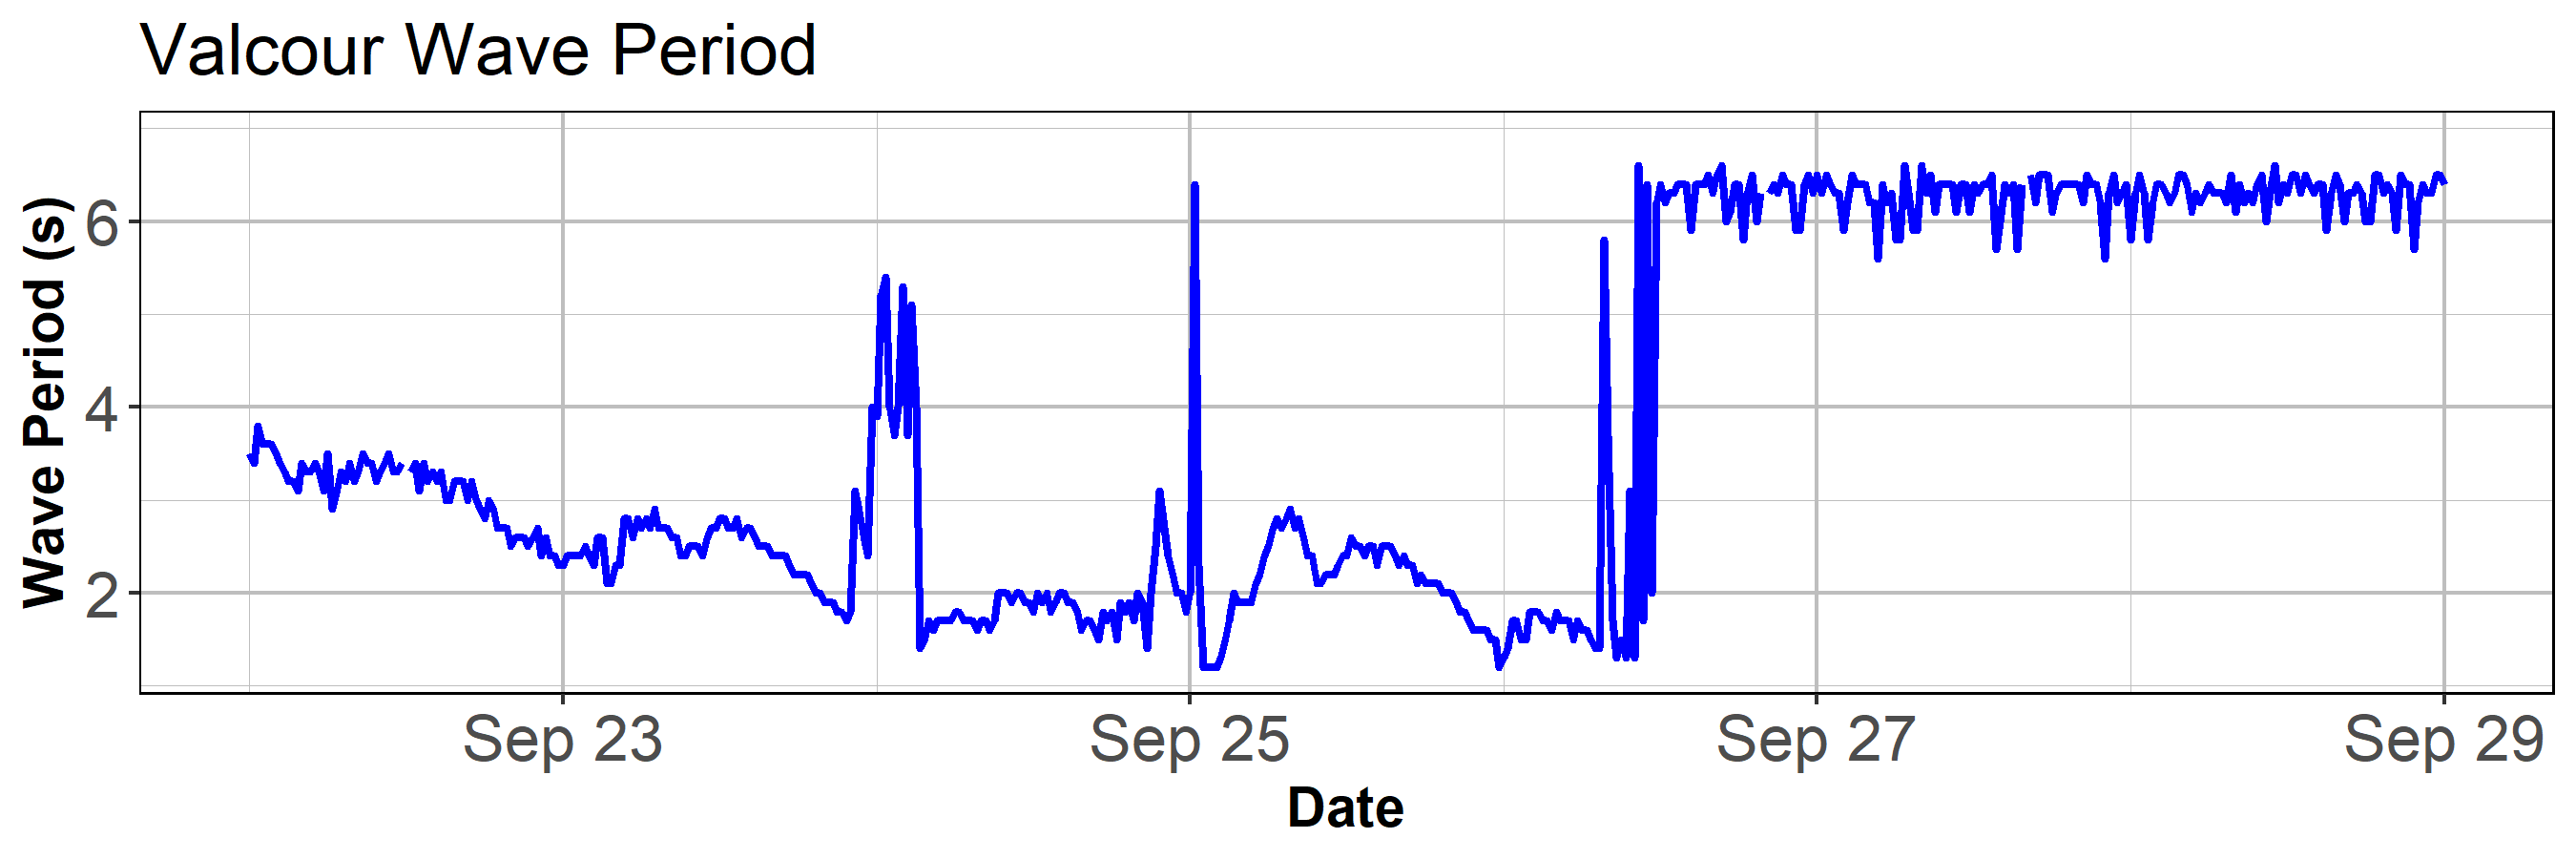 Valcour Wave Period
Wave Period (s)
6
4
2
Sep 23 Sep 25 Sep 27 Sep 29
Date